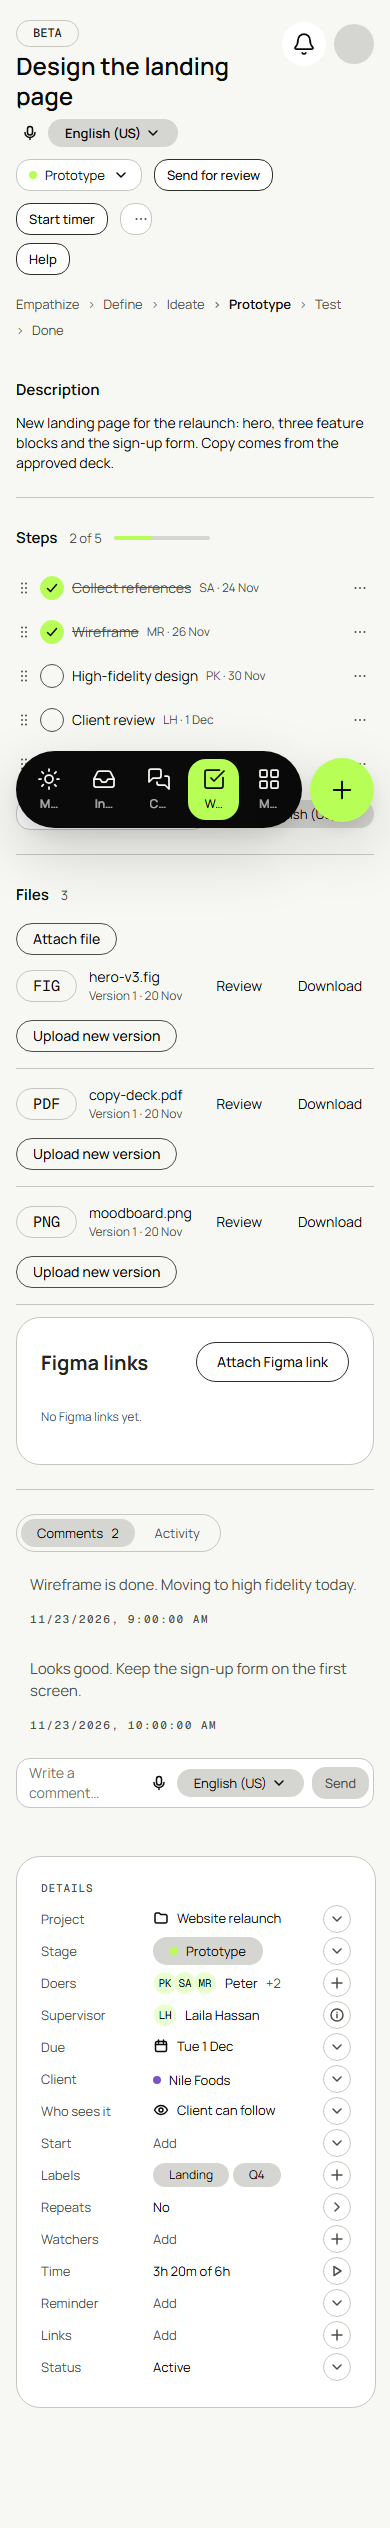 BETA
Design the landing
page
English (US)
Prototype
Send for review
Start timer
...
Help
Empathize > Define > Ideate > Prototype > Test
> Done
Description
New landing page for the relaunch: hero, three feature
blocks and the sign-up form. Copy comes from the
approved deck.
Steps 2 of 5
Collect references SA · 24 Nov ...
Wireframe MR · 26 Nov ...
High-fidelity design PK · 30 Nov ...
Client review LH · 1 Dec ...
M... In... C... W... M...
Files 3
Attach file
FIG
hero-v3.fig
Version 1 · 20 Nov
Review
Download
Upload new version
PDF
copy-deck.pdf
Version 1 · 20 Nov
Review
Download
Upload new version
PNG
moodboard.png
Version 1 · 20 Nov
Review
Download
Upload new version
Figma links
Attach Figma link
No Figma links yet.
Comments 2
Activity
Wireframe is done. Moving to high fidelity today.
11/23/2026, 9:00:00 AM
Looks good. Keep the sign-up form on the first
screen.
11/23/2026, 10:00:00 AM
Write a
comment...
English (US)
Send
DETAILS
Project Website relaunch
Stage Prototype
Doers PK SA MR Peter +2
Supervisor LH Laila Hassan
Due Tue 1 Dec
Client Nile Foods
Who sees it Client can follow
Start Add
Labels Landing Q4
Repeats No
Watchers Add
Time 3h 20m of 6h
Reminder Add
Links Add
Status Active